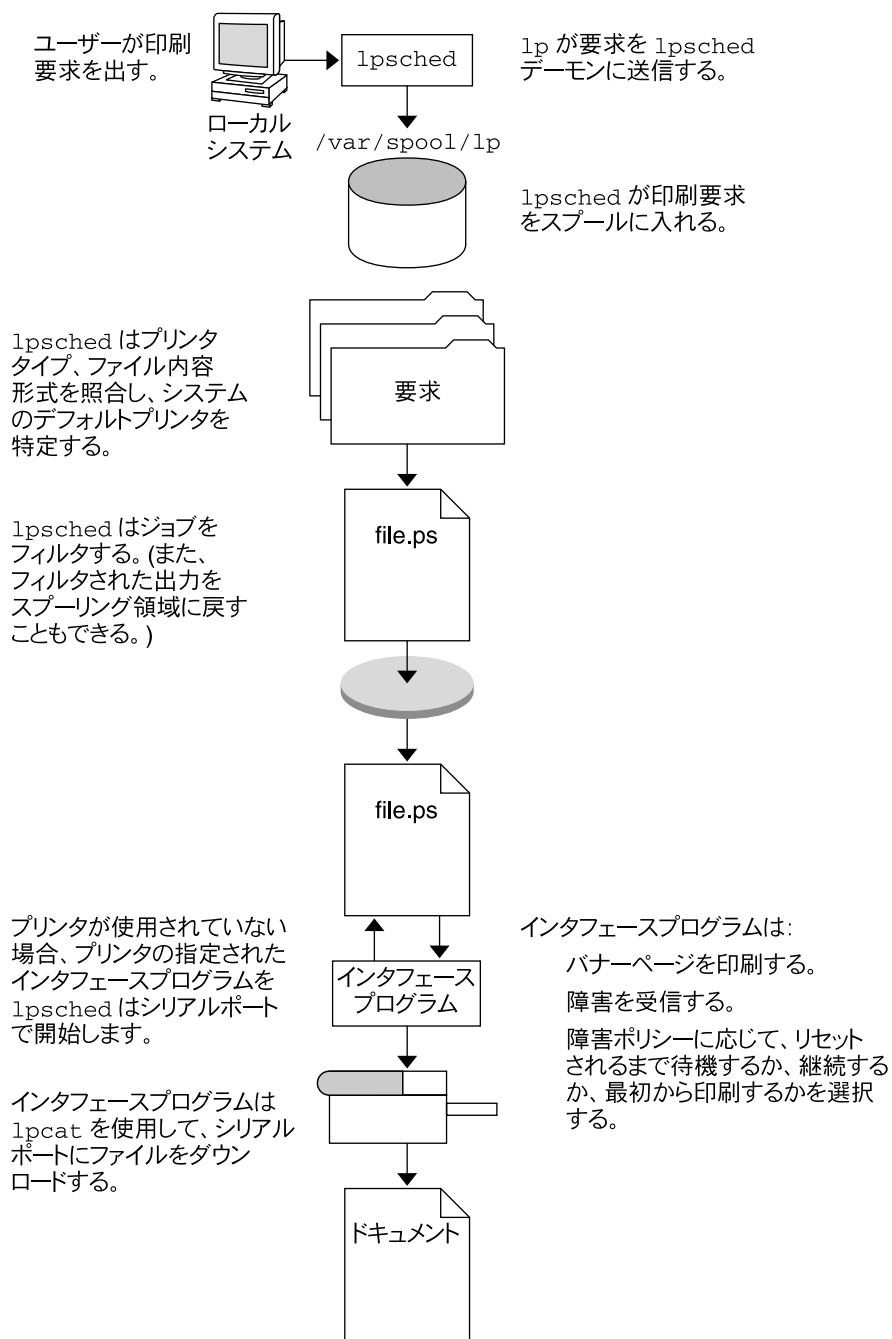 ユーザーが印刷
要求を出す。
lpsched
lp が要求を lpsched
デーモンに送信する。
ローカル
システム
/var/spool/lp
lpsched が印刷要求
をスプールに入れる。
lpsched はプリンタ
タイプ、ファイル内容
形式を照合し、システム
のデフォルトプリンタを
特定する。
要求
lpsched はジョブを
フィルタする。(また、
フィルタされた出力を
スプーリング領域に戻す
こともできる。)
file.ps
file.ps
プリンタが使用されていない
場合、プリンタの指定された
インタフェースプログラムを
lpsched はシリアルポート
で開始します。
インタフェース
プログラム
インタフェースプログラムは:
バナーページを印刷する。
障害を受信する。
障害ポリシーに応じて、リセット
されるまで待機するか、継続する
か、最初から印刷するかを選択
する。
インタフェースプログラムは
lpcat を使用して、シリアル
ポートにファイルをダウン
ロードする。
ドキュメント